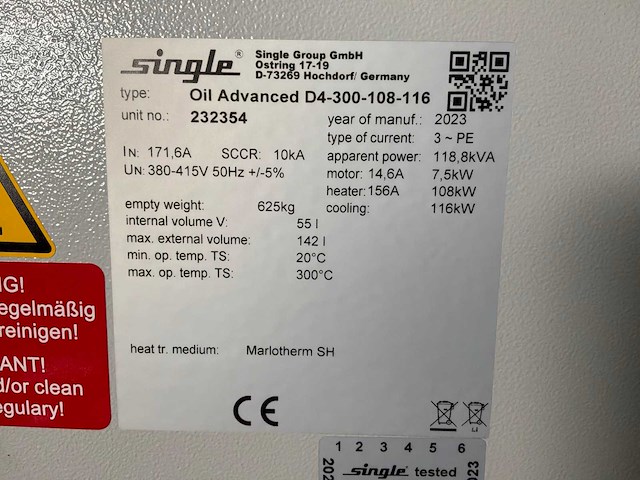 single®
Single Group GmbH
Ostring 17-19
D-73269 Hochdorf/ Germany
type: Oil Advanced D4-300-108-116
unit no.: 232354
year of manuf.: 2023
type of current: 3 ~ PE
IN: 171,6A SCCR: 10kA apparent power: 118,8kVA
UN: 380-415V 50Hz +/-5% motor: 14,6A 7,5kW
heater: 156A 108kW
empty weight: 625kg cooling: 116kW
internal volume V: 55 l
max. external volume: 142 l
min. op. temp. TS: 20°C
max. op. temp. TS: 300°C
heat tr. medium: Marlotherm SH
CE
LI
NG!
egelmäßig
reinigen!
ANT!
d/or clean
egulary!
1 2 3 4 5 6
single tested